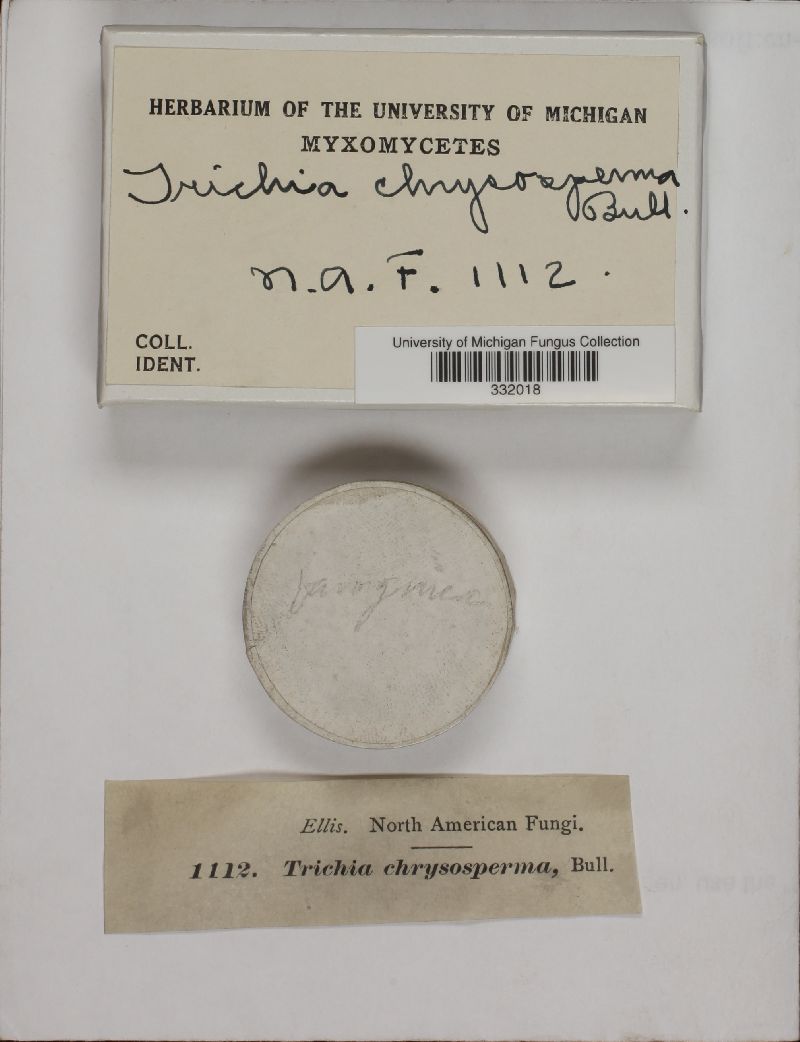 HERBARIUM OF THE UNIVERSITY OF MICHIGAN
MYXOMYCETES
Trichia chrysosperma
Bull.
N.A.F. 1112.
COLL.
IDENT.
University of Michigan Fungus Collection
332018
Ellis. North American Fungi.
1112. Trichia chrysosperma, Bull.